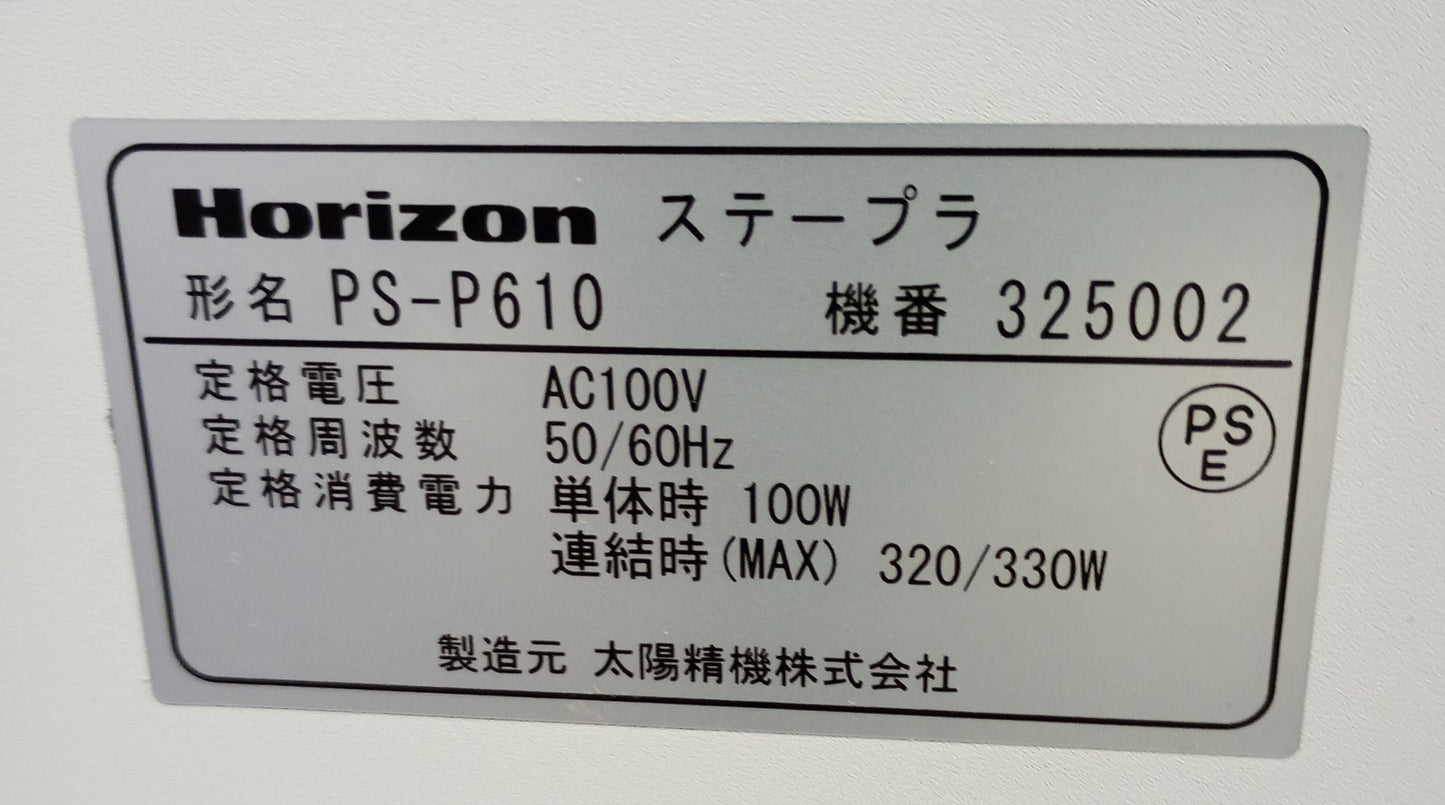 Horizon ステープラ
形名 PS-P610 機番 325002
定格電圧 AC100V
定格周波数 50/60Hz
定格消費電力 単体時 100W
連結時(MAX) 320/330W
PS
E
製造元 太陽精機株式会社